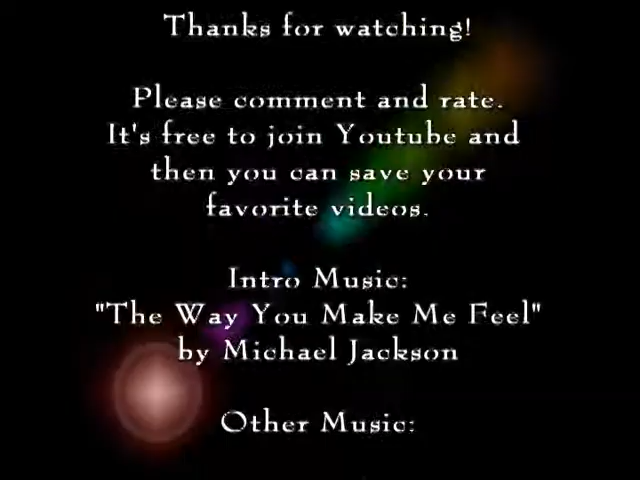 Thanks for watching!
Please comment and rate.
It's free to join Youtube and
then you can save your
favorite videos.
Intro Music:
"The Way You Make Me Feel"
by Michael Jackson
Other Music: